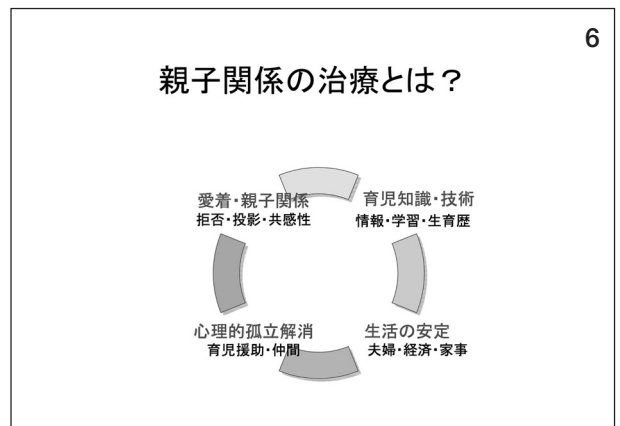 6
親子関係の治療とは？
愛着・親子関係
拒否・投影・共感性
育児知識・技術
情報・学習・生育歴
心理的孤立解消
育児援助・仲間
生活の安定
夫婦・経済・家事